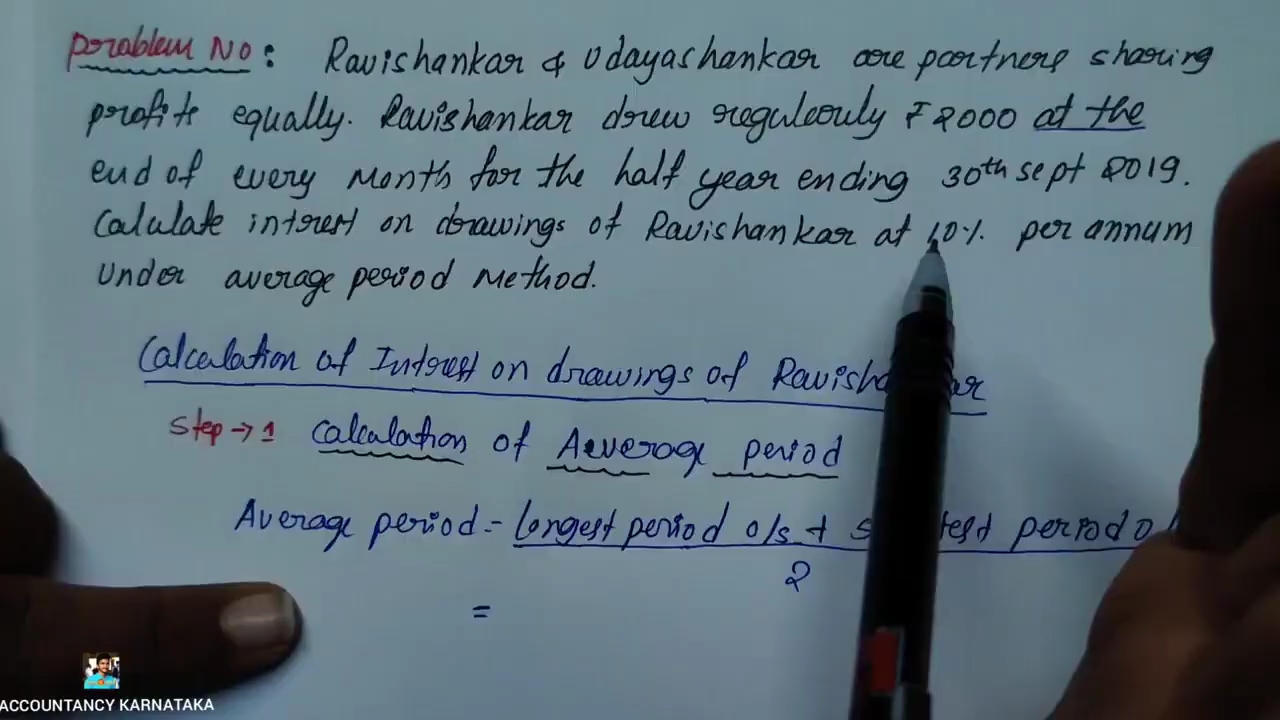 Problem No: Ravishankar & Udayashankar are partners sharing
profits equally. Ravishankar drew regularly ₹2000 at the
end of every Month for the half year ending 30th sept 2019.
Calulate interest on drawings of Ravishankar at 10% per annum
under average period Method.
Calculation of Interest on drawings of
Step → 1 Calculation of Aeverage period
Average period = longest period o/s + period
2
=
ACCOUNTANCY KARNATAKA